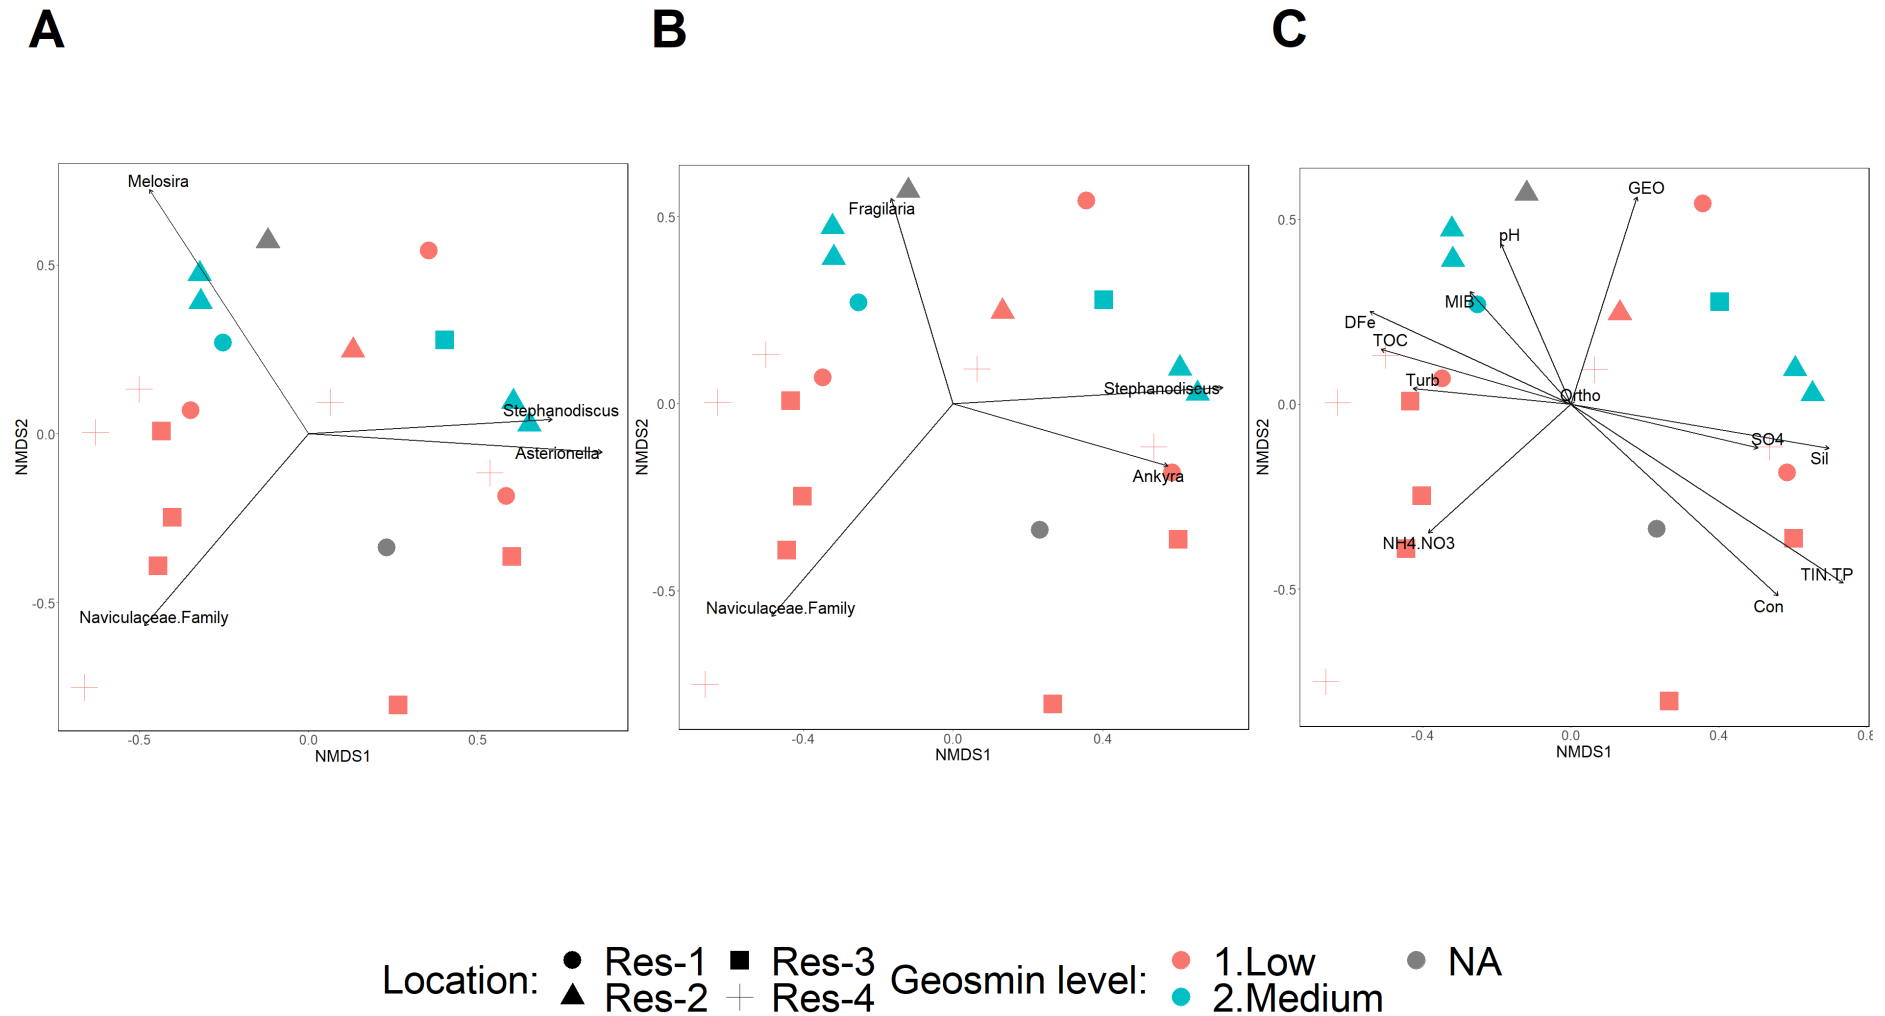 A
B
C
Melosira
Stephanodiscus
Asterionella
Naviculaceae.Family
0.5
0.0
-0.5
NMDS2
-0.5
0.0
0.5
NMDS1
Fragilaria
Stephanodiscus
Ankyra
Naviculaceae.Family
0.5
0.0
-0.5
NMDS2
-0.4
0.0
0.4
NMDS1
GEO
pH
MIB
DFe
TOC
Turb
Ortho
SO4
Sil
NH4.NO3
TIN.TP
Con
0.5
0.0
-0.5
NMDS2
-0.4
0.0
0.4
0.8
NMDS1
Location:
Res-1
Res-2
Res-3
Res-4
Geosmin level:
1.Low
2.Medium
NA